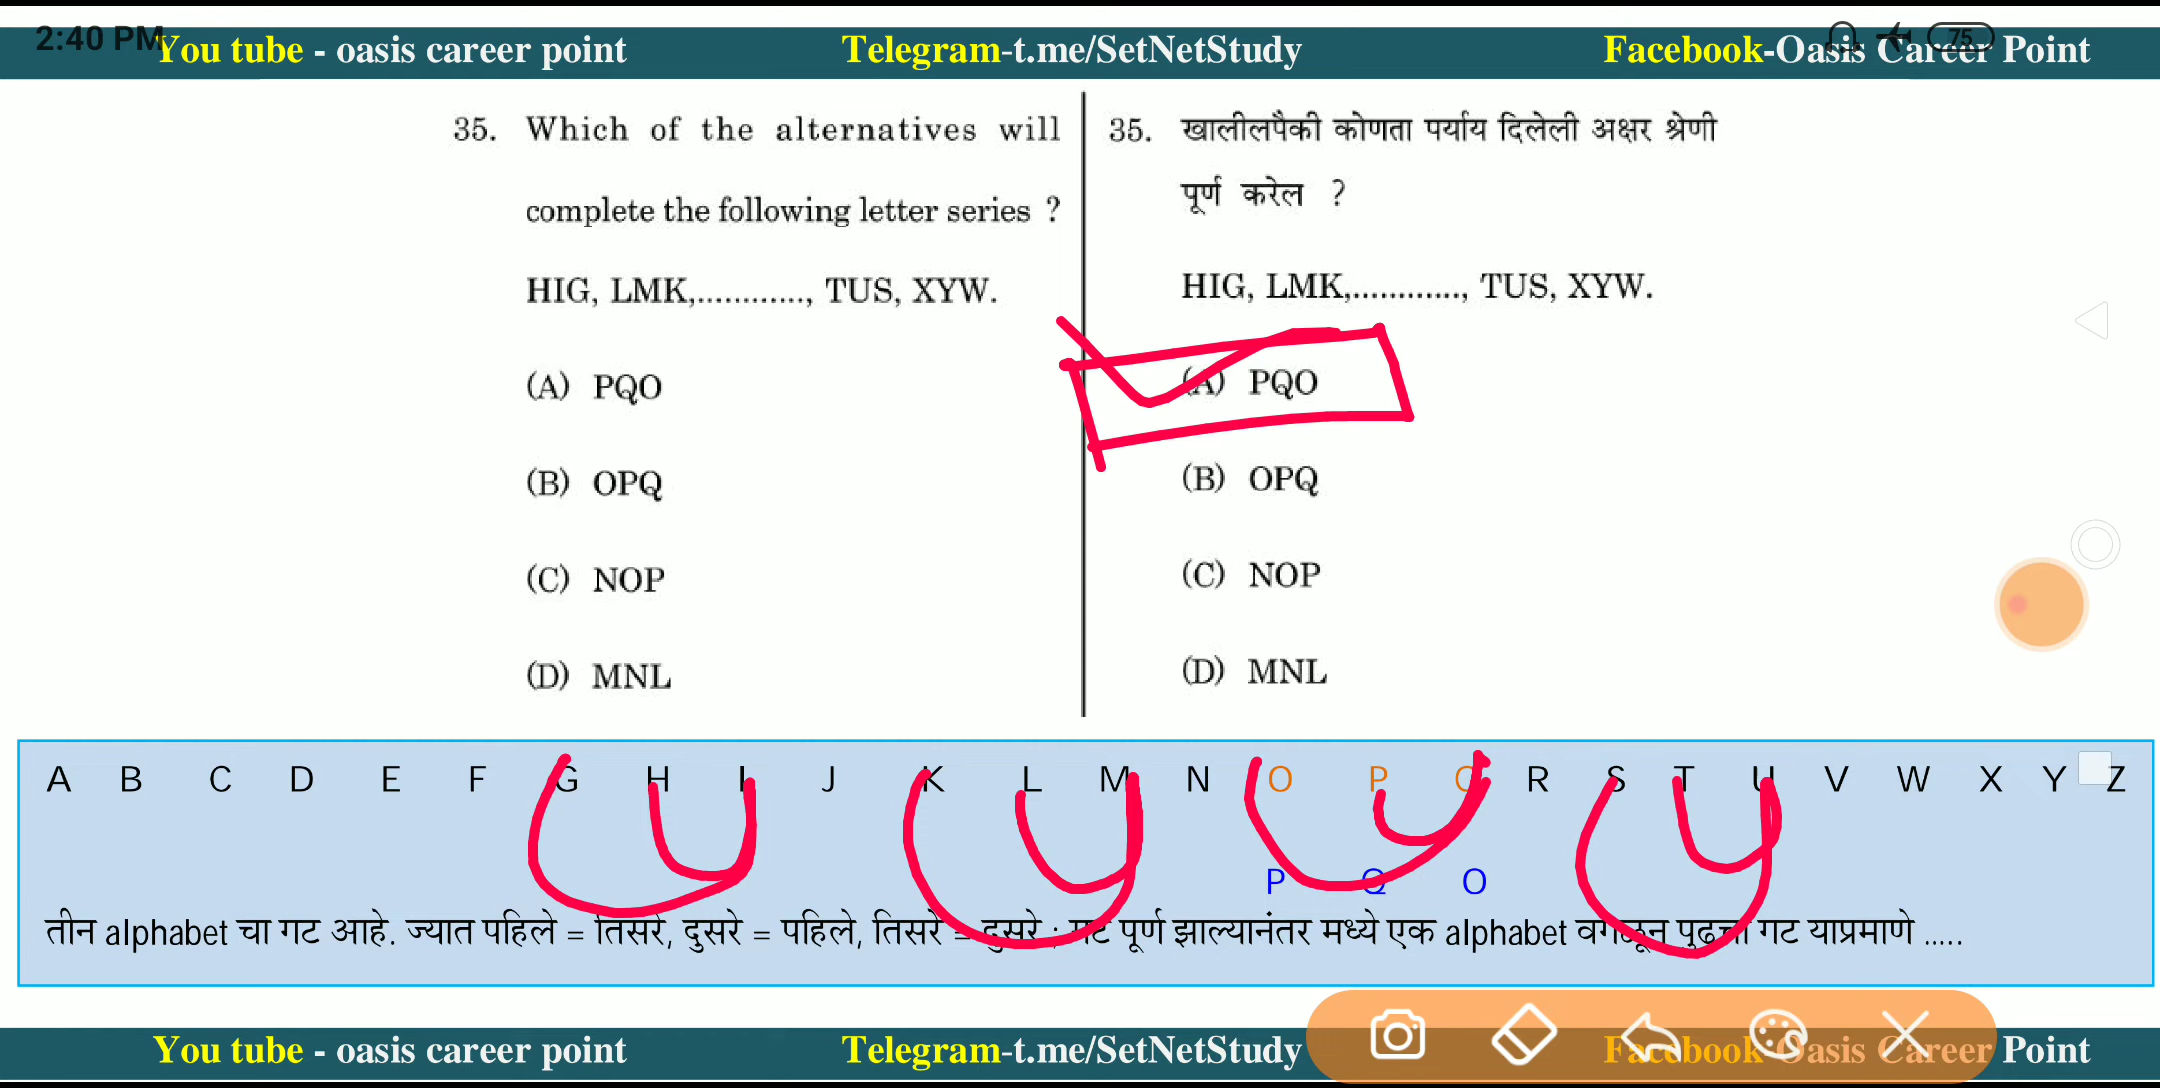 2:40 PM
75
You tube - oasis career point
Telegram-t.me/SetNetStudy
Facebook-Oasis Career Point
35. Which of the alternatives will
complete the following letter series ?
HIG, LMK,............, TUS, XYW.
(A) PQO
(B) OPQ
(C) NOP
(D) MNL
35. खालीलपैकी कोणता पर्याय दिलेली अक्षर श्रेणी
पूर्ण करेल ?
HIG, LMK,............, TUS, XYW.
(A) PQO
(B) OPQ
(C) NOP
(D) MNL
A B C D E F G H I J K L M N O P Q R S T U V W X Y Z
P Q O
तीन alphabet चा गट आहे. ज्यात पहिले = तिसरे, दुसरे = पहिले, तिसरे = दुसरे ; गट पूर्ण झाल्यानंतर मध्ये एक alphabet वगळून पुढचा गट याप्रमाणे .....
You tube - oasis career point
Telegram-t.me/SetNetStudy
Facebook-Oasis Career Point